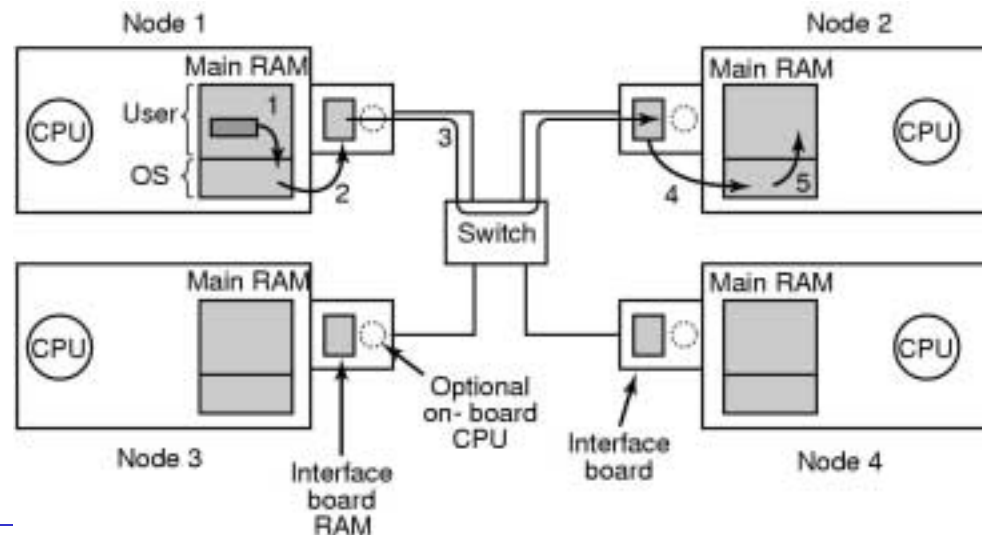 Node 1
Node 2
Main RAM
Main RAM
CPU
User
1
3
CPU
OS
2
4
5
Switch
Main RAM
Main RAM
CPU
CPU
Optional
on- board
CPU
Node 3
Interface
board
RAM
Interface
board
Node 4